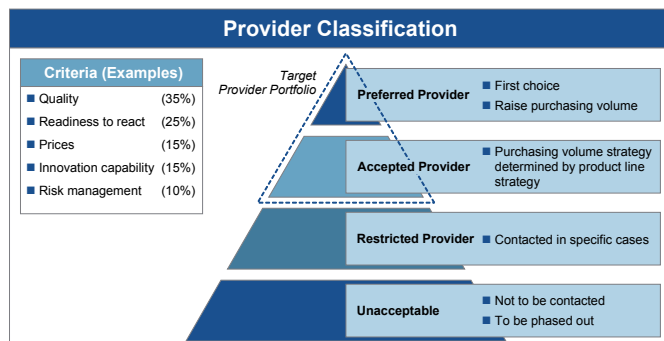 Provider Classification
Criteria (Examples)
■ Quality (35%)
■ Readiness to react (25%)
■ Prices (15%)
■ Innovation capability (15%)
■ Risk management (10%)
Target
Provider Portfolio
Preferred Provider
■ First choice
■ Raise purchasing volume
Accepted Provider
■ Purchasing volume strategy
determined by product line
strategy
Restricted Provider
■ Contacted in specific cases
Unacceptable
■ Not to be contacted
■ To be phased out